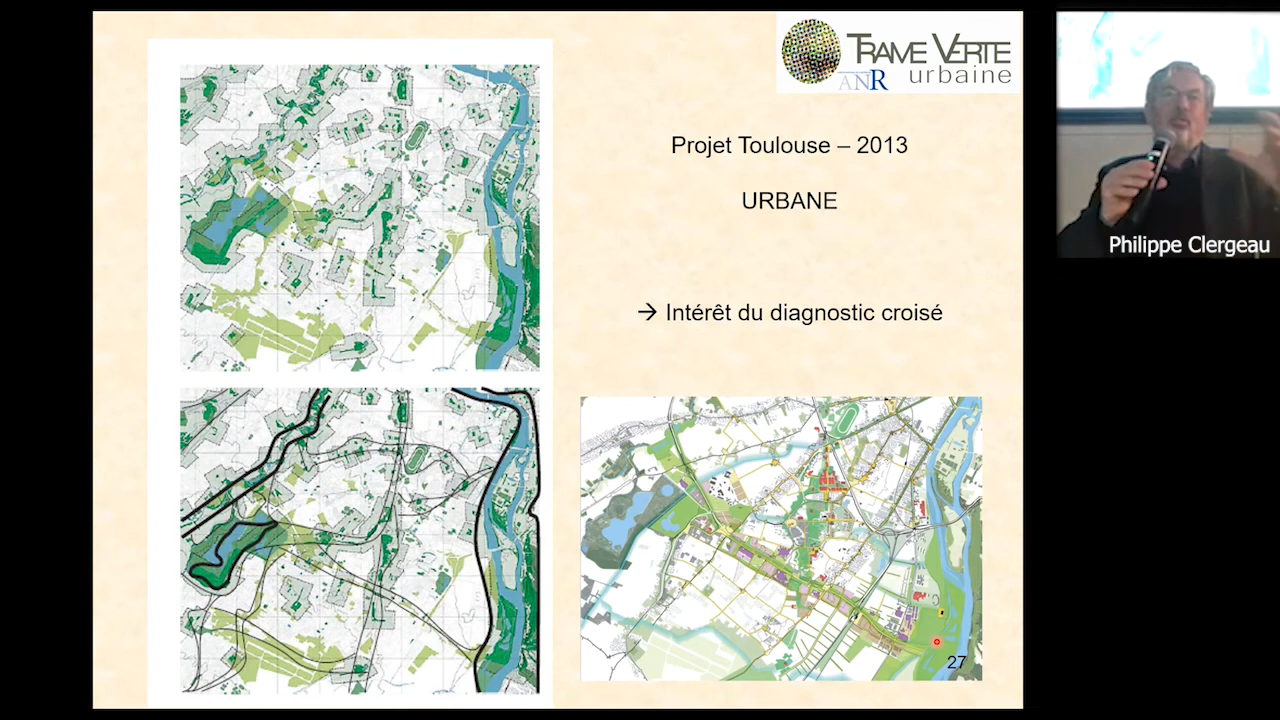 TRAME VERTE
urbaine
ANR
Projet Toulouse – 2013
URBANE
→ Intérêt du diagnostic croisé
27
Philippe Clergeau